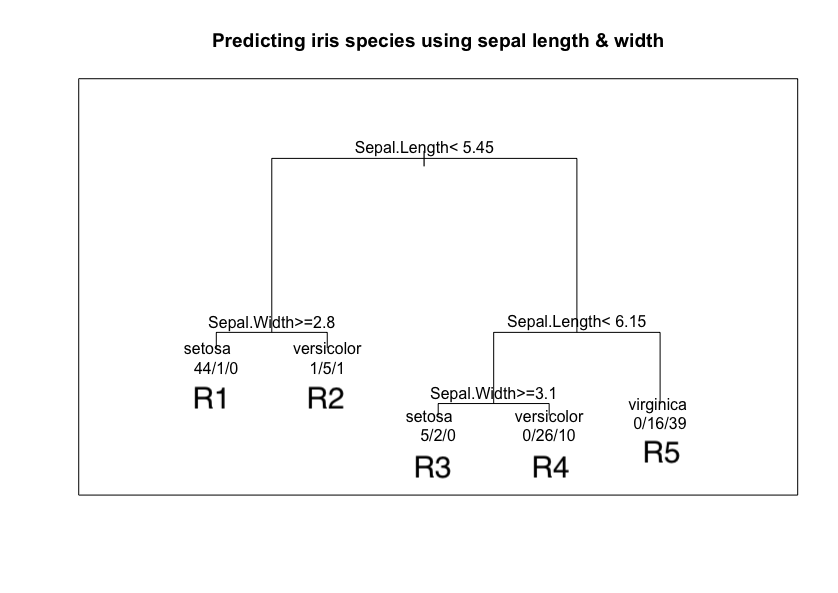 Predicting iris species using sepal length & width
Sepal.Length< 5.45
Sepal.Width>=2.8
Sepal.Length< 6.15
setosa
versicolor
44/1/0
1/5/1
R1
R2
Sepal.Width>=3.1
virginica
0/16/39
R5
setosa
versicolor
5/2/0
0/26/10
R3
R4